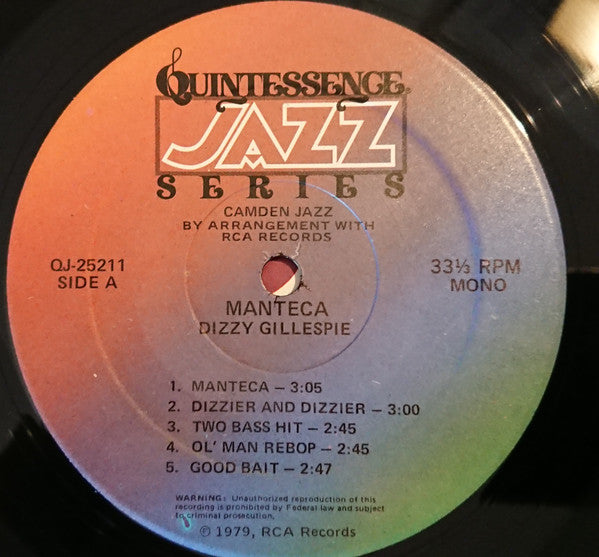 QUINTESSENCE
JAZZ
SERIES
CAMDEN JAZZ
BY ARRANGEMENT WITH
RCA RECORDS
QJ-25211
SIDE A
33⅓ RPM
MONO
MANTECA
DIZZY GILLESPIE
1. MANTECA – 3:05
2. DIZZIER AND DIZZIER – 3:00
3. TWO BASS HIT – 2:45
4. OL' MAN REBOP – 2:45
5. GOOD BAIT – 2:47
WARNING: Unauthorized reproduction of this
recording is prohibited by Federal law and subject
to criminal prosecution.
℗ 1979, RCA Records